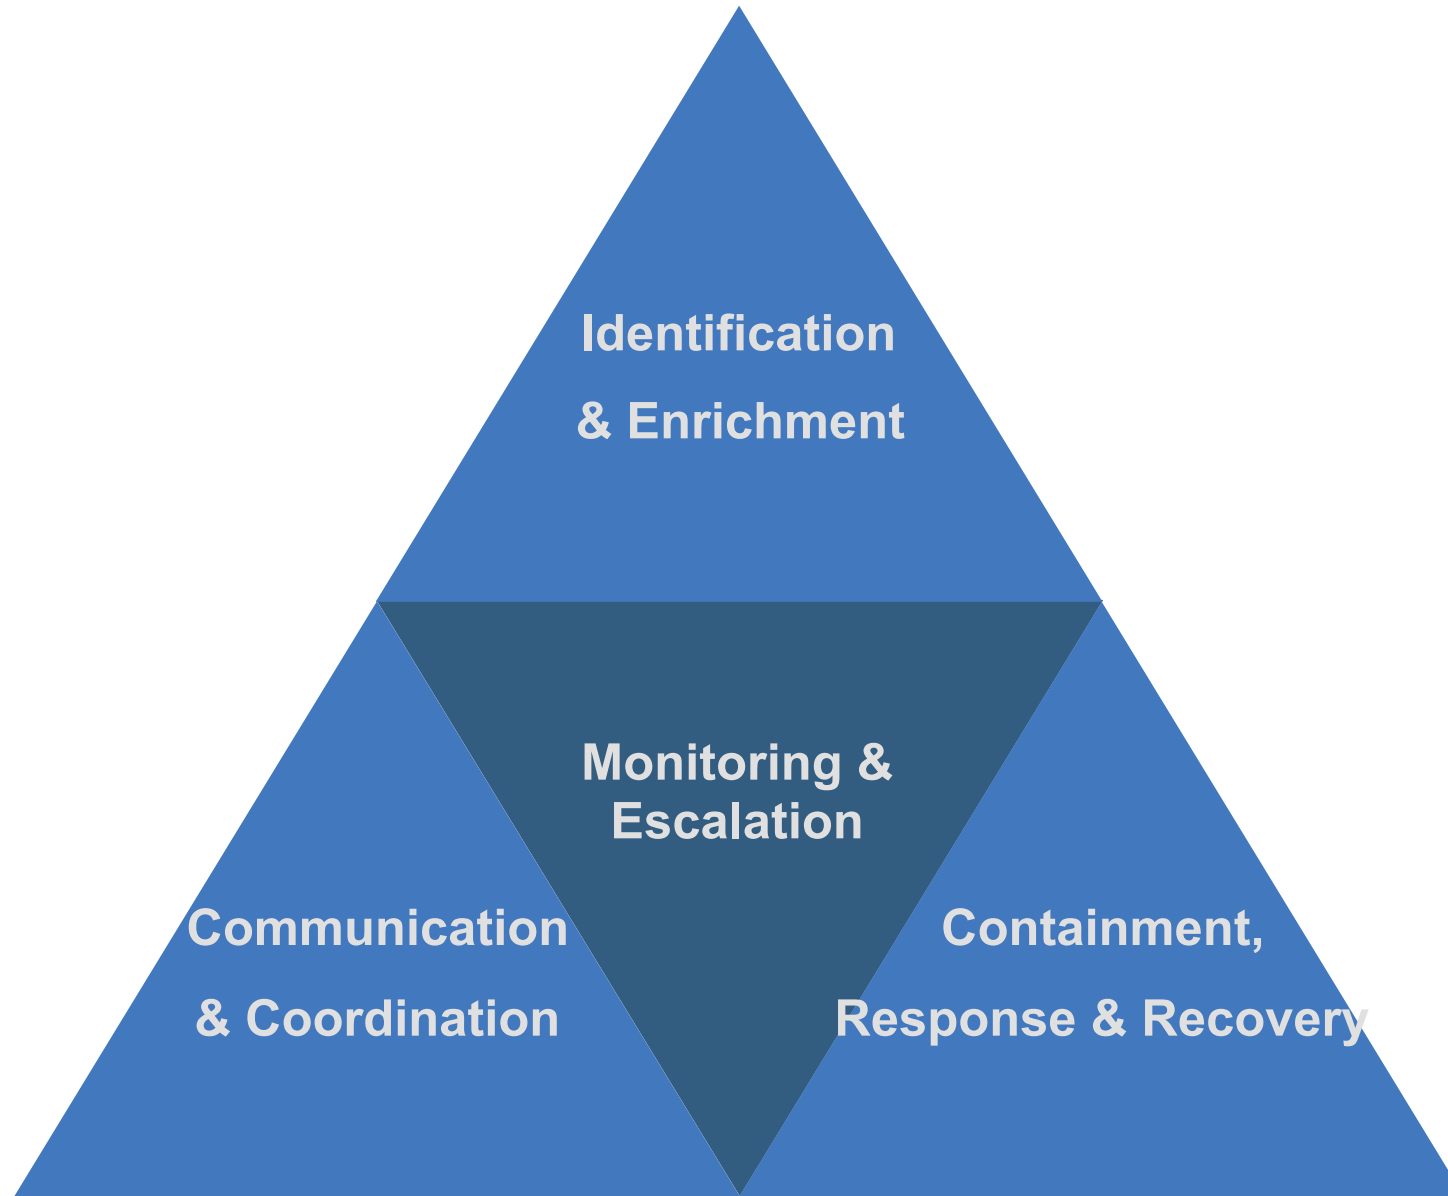 Identification
& Enrichment
Monitoring &
Escalation
Communication
& Coordination
Containment,
Response & Recovery